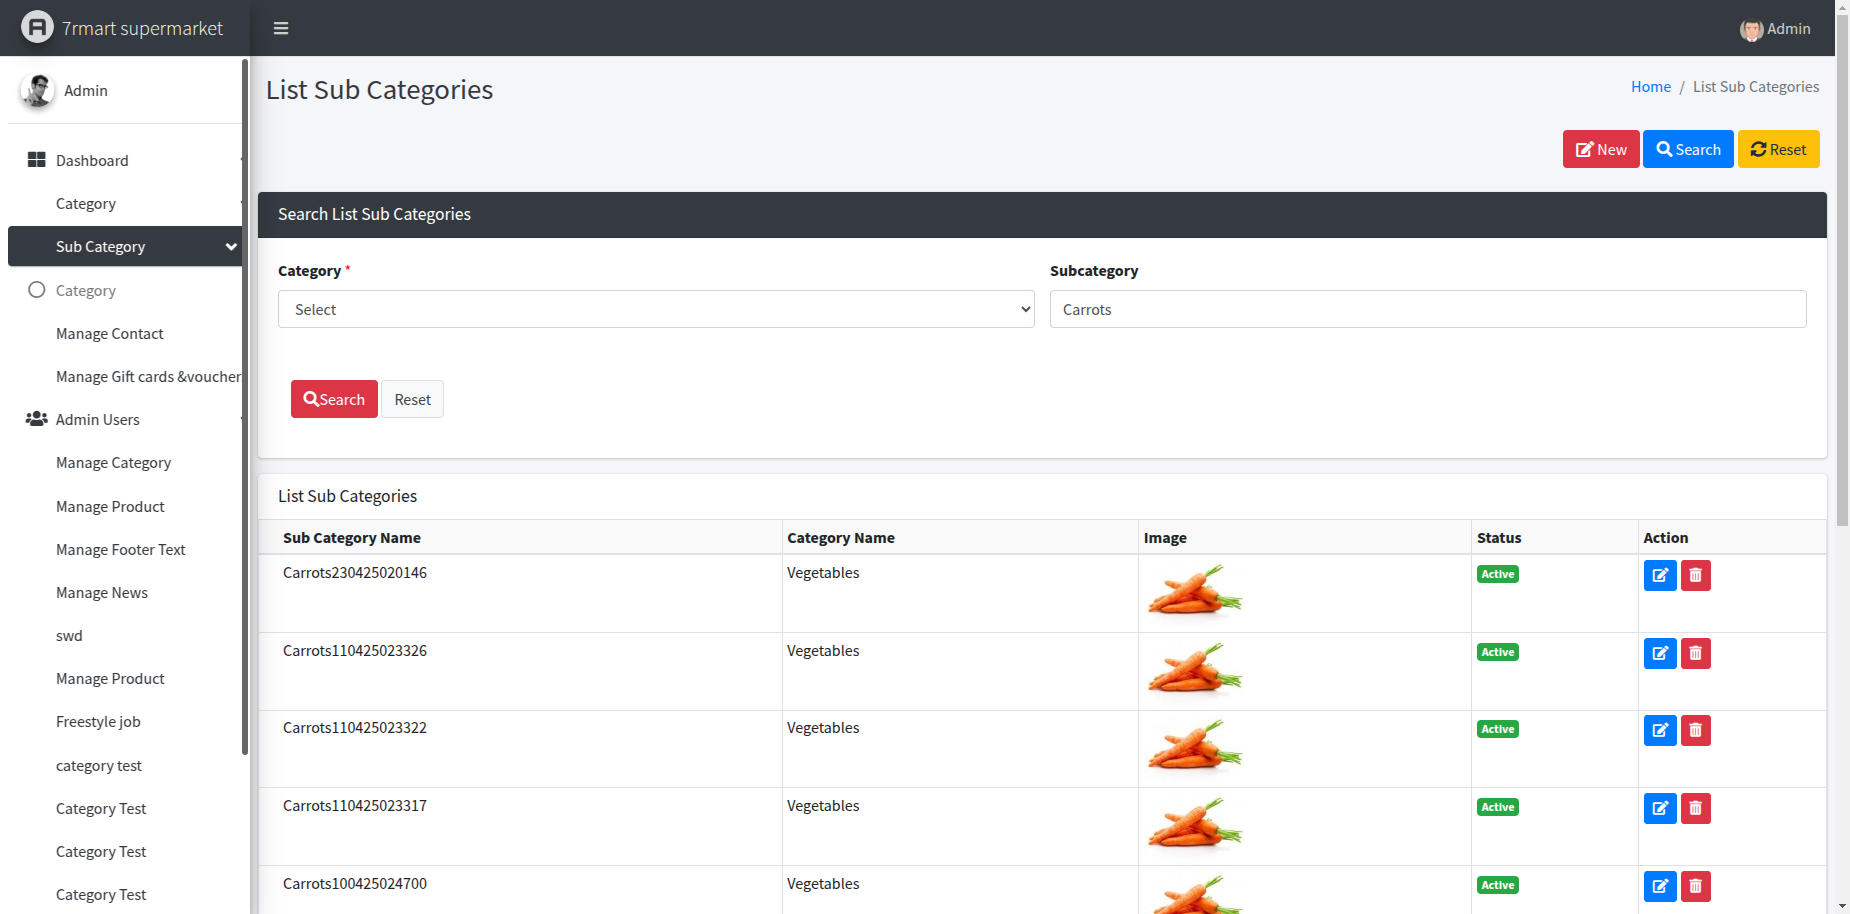 7rmart supermarket
Admin
Admin
List Sub Categories
Home / List Sub Categories
New
Search
Reset
Dashboard
Category
Sub Category
Category
Manage Contact
Manage Gift cards &voucher
Admin Users
Manage Category
Manage Product
Manage Footer Text
Manage News
swd
Manage Product
Freestyle job
category test
Category Test
Category Test
Category Test
Search List Sub Categories
Category *
Subcategory
Select
Carrots
Search
Reset
List Sub Categories
Sub Category Name Category Name Image Status Action
Carrots230425020146 Vegetables Active
Carrots110425023326 Vegetables Active
Carrots110425023322 Vegetables Active
Carrots110425023317 Vegetables Active
Carrots100425024700 Vegetables Active